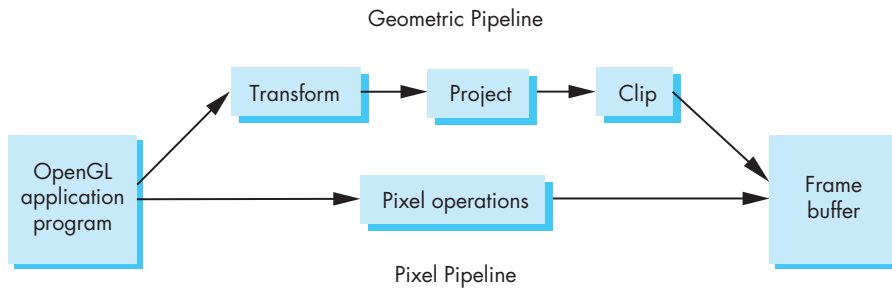 Geometric Pipeline
Transform
Project
Clip
OpenGL
application
program
Pixel operations
Frame
buffer
Pixel Pipeline